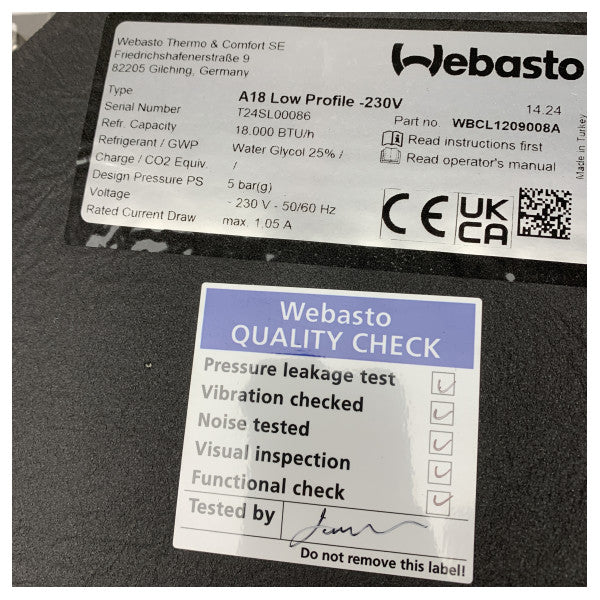 Webasto Thermo & Comfort SE
Friedrichshafenerstraße 9
82205 Gilching, Germany
Webasto
Type A18 Low Profile -230V 14.24
Serial Number T24SL00086 Part no. WBCL1209008A
Refr. Capacity 18.000 BTU/h Read instructions first
Refrigerant / GWP Water Glycol 25% / Read operator's manual
Charge / CO2 Equiv. /
Design Pressure PS 5 bar(g)
Voltage ~ 230 V - 50/60 Hz
Rated Current Draw max. 1.05 A
CE UK
CA
Made in Turkey
Webasto
QUALITY CHECK
Pressure leakage test
Vibration checked
Noise tested
Visual inspection
Functional check
Tested by
Do not remove this label!